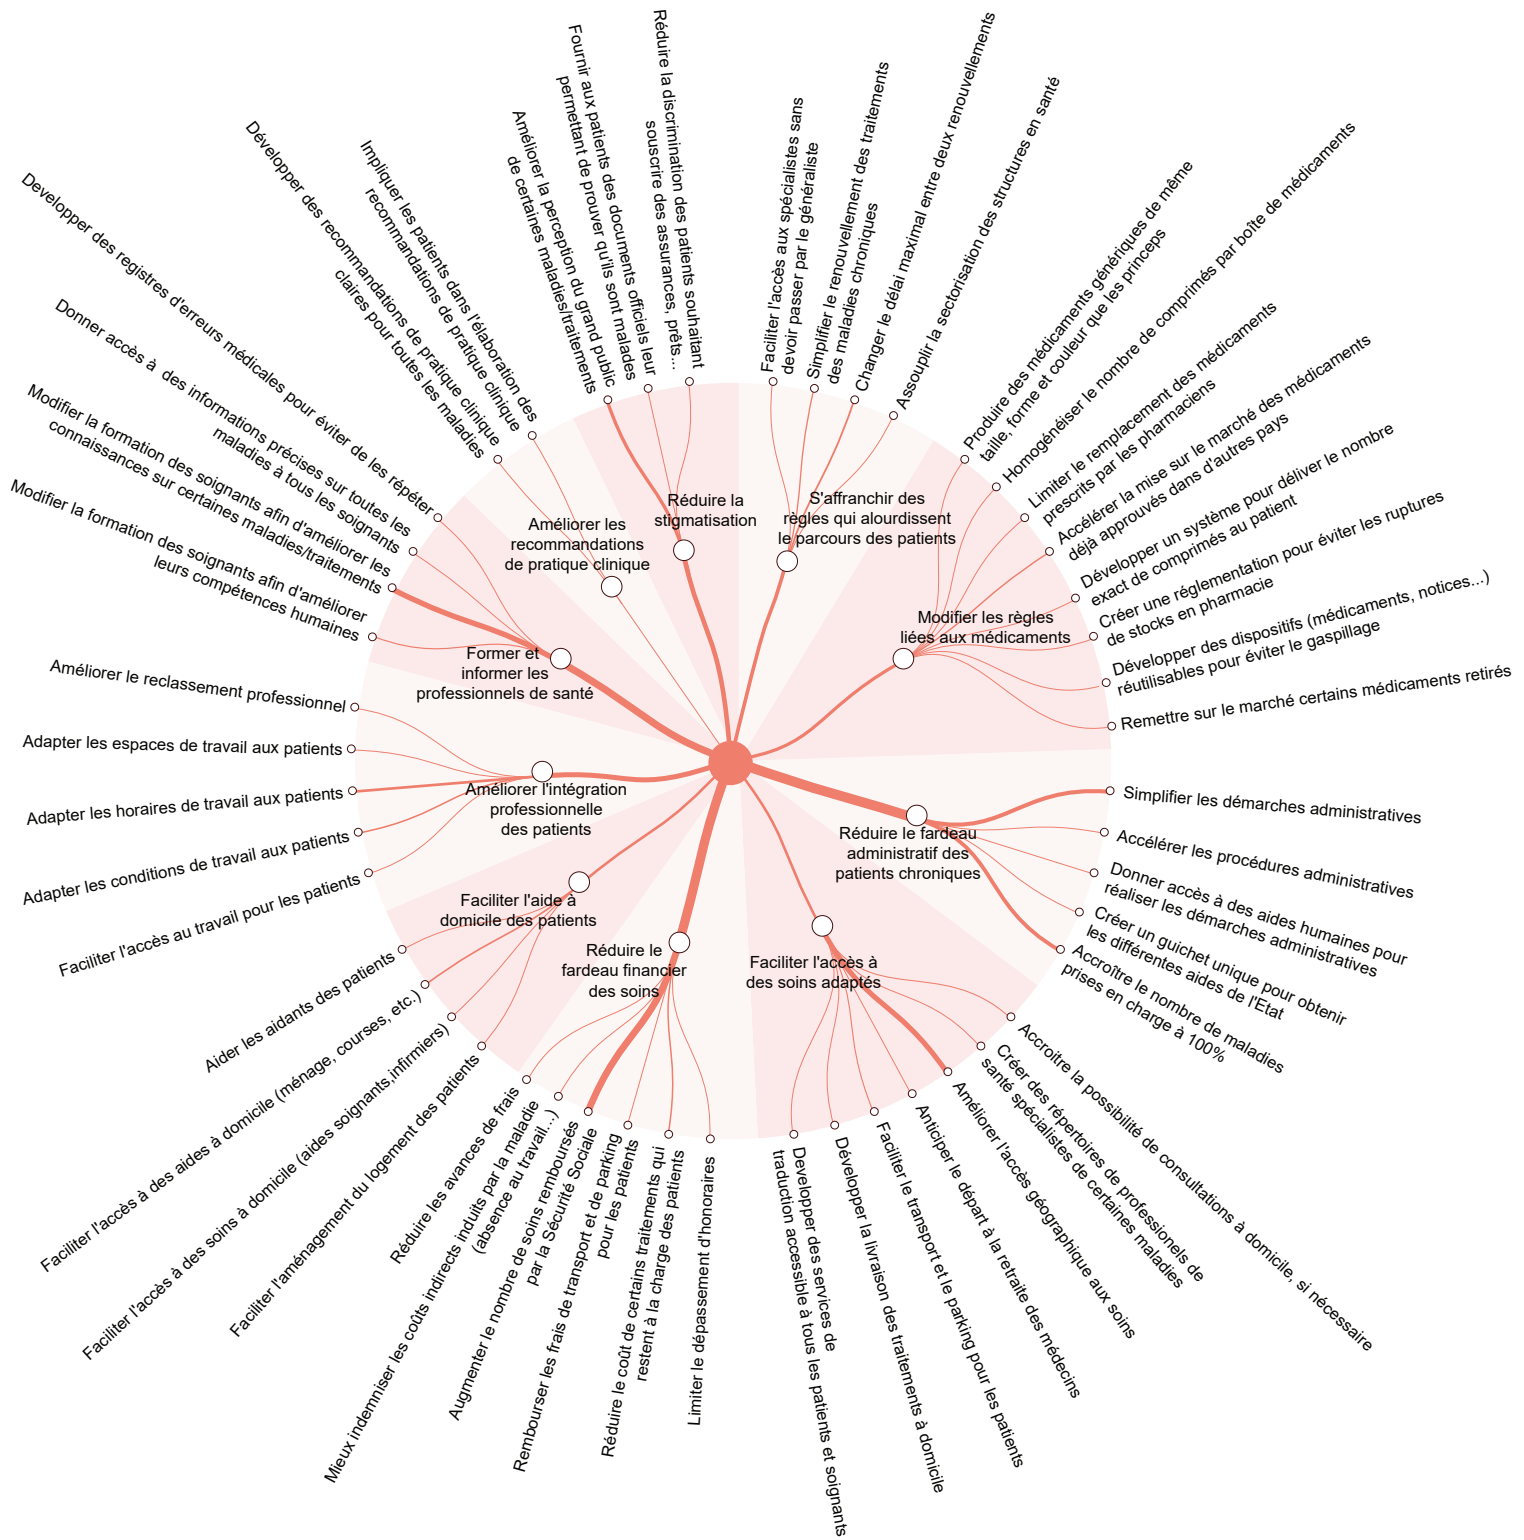 Réduire la
stigmatisation
Réduire la discrimination des patients souhaitant
souscrire des assurances, prêts...
Fournir aux patients des documents officiels leur
permettant de prouver qu'ils sont malades
Améliorer la perception du grand public
de certaines maladies/traitements
S'affranchir des
règles qui alourdissent
le parcours des patients
Faciliter l'accès aux spécialistes sans
devoir passer par le généraliste
Simplifier le renouvellement des traitements
des maladies chroniques
Changer le délai maximal entre deux renouvellements
Assouplir la sectorisation des structures en santé
Modifier les règles
liées aux médicaments
Produire des médicaments génériques de même
taille, forme et couleur que les princeps
Homogénéiser le nombre de comprimés par boîte de médicaments
Limiter le remplacement des médicaments
prescrits par les pharmaciens
Accélérer la mise sur le marché des médicaments
déjà approuvés dans d'autres pays
Développer un système pour déliver le nombre
exact de comprimés au patient
Créer une réglementation pour éviter les ruptures
de stocks en pharmacie
Développer des dispositifs (médicaments, notices...)
réutilisables pour éviter le gaspillage
Remettre sur le marché certains médicaments retirés
Réduire le fardeau
administratif des
patients chroniques
Simplifier les démarches administratives
Accélérer les procédures administratives
Donner accès à des aides humaines pour
réaliser les démarches administratives
Créer un guichet unique pour obtenir
les différentes aides de l'Etat
Accroître le nombre de maladies
prises en charge à 100%
Faciliter l'accès à
des soins adaptés
Accroitre la possibilité de consultations à domicile, si nécessaire
Créer des répertoires de professionels de
santé spécialistes de certaines maladies
Améliorer l'accès géographique aux soins
Anticiper le départ à la retraite des médecins
Faciliter le transport et le parking pour les patients
Développer la livraison des traitements à domicile
Developper des services de
traduction accessible à tous les patients et soignants
Réduire le
fardeau financier
des soins
Limiter le dépassement d'honoraires
Réduire le coût de certains traitements qui
restent à la charge des patients
Rembourser les frais de transport et de parking
pour les patients
Augmenter le nombre de soins remboursés
par la Sécurité Sociale
Mieux indemniser les coûts indirects induits par la maladie
(absence au travail...)
Réduire les avances de frais
Faciliter l'aide à
domicile des patients
Faciliter l'aménagement du logement des patients
Faciliter l'accès à des soins à domicile (aides soignants,infirmiers)
Faciliter l'accès à des aides à domicile (ménage, courses, etc.)
Aider les aidants des patients
Améliorer l'intégration
professionnelle
des patients
Faciliter l'accès au travail pour les patients
Adapter les conditions de travail aux patients
Adapter les horaires de travail aux patients
Adapter les espaces de travail aux patients
Améliorer le reclassement professionnel
Former et
informer les
professionnels de santé
Modifier la formation des soignants afin d'améliorer
leurs compétences humaines
Modifier la formation des soignants afin d'améliorer les
connaissances sur certaines maladies/traitements
Donner accès à des informations précises sur toutes les
maladies à tous les soignants
Developper des registres d'erreurs médicales pour éviter de les répéter
Améliorer les
recommandations
de pratique clinique
Développer des recommandations de pratique clinique
claires pour toutes les maladies
Impliquer les patients dans l'élaboration des
recommandations de pratique clinique